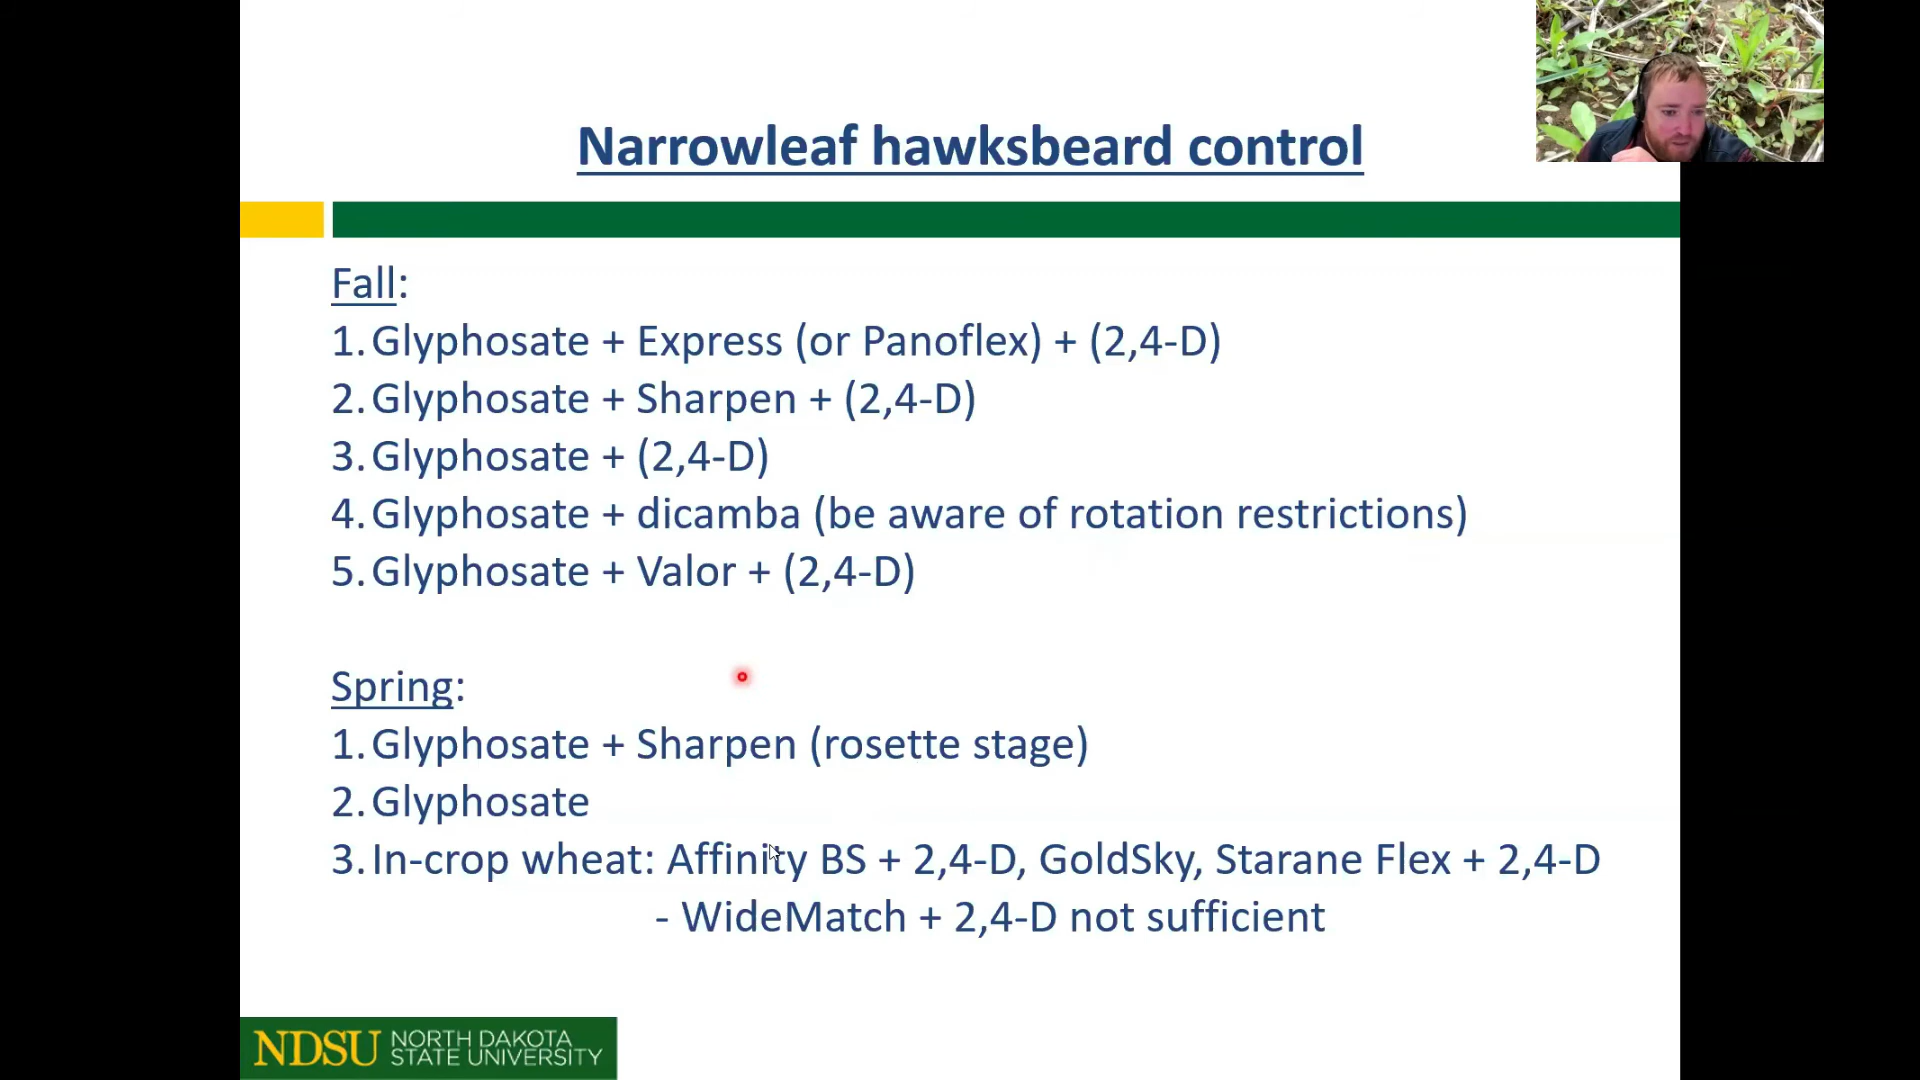 Narrowleaf hawksbeard control
Fall:
1. Glyphosate + Express (or Panoflex) + (2,4-D)
2. Glyphosate + Sharpen + (2,4-D)
3. Glyphosate + (2,4-D)
4. Glyphosate + dicamba (be aware of rotation restrictions)
5. Glyphosate + Valor + (2,4-D)
Spring:
1. Glyphosate + Sharpen (rosette stage)
2. Glyphosate
3. In-crop wheat: Affinity BS + 2,4-D, GoldSky, Starane Flex + 2,4-D
- WideMatch + 2,4-D not sufficient
NDSU NORTH DAKOTA
STATE UNIVERSITY